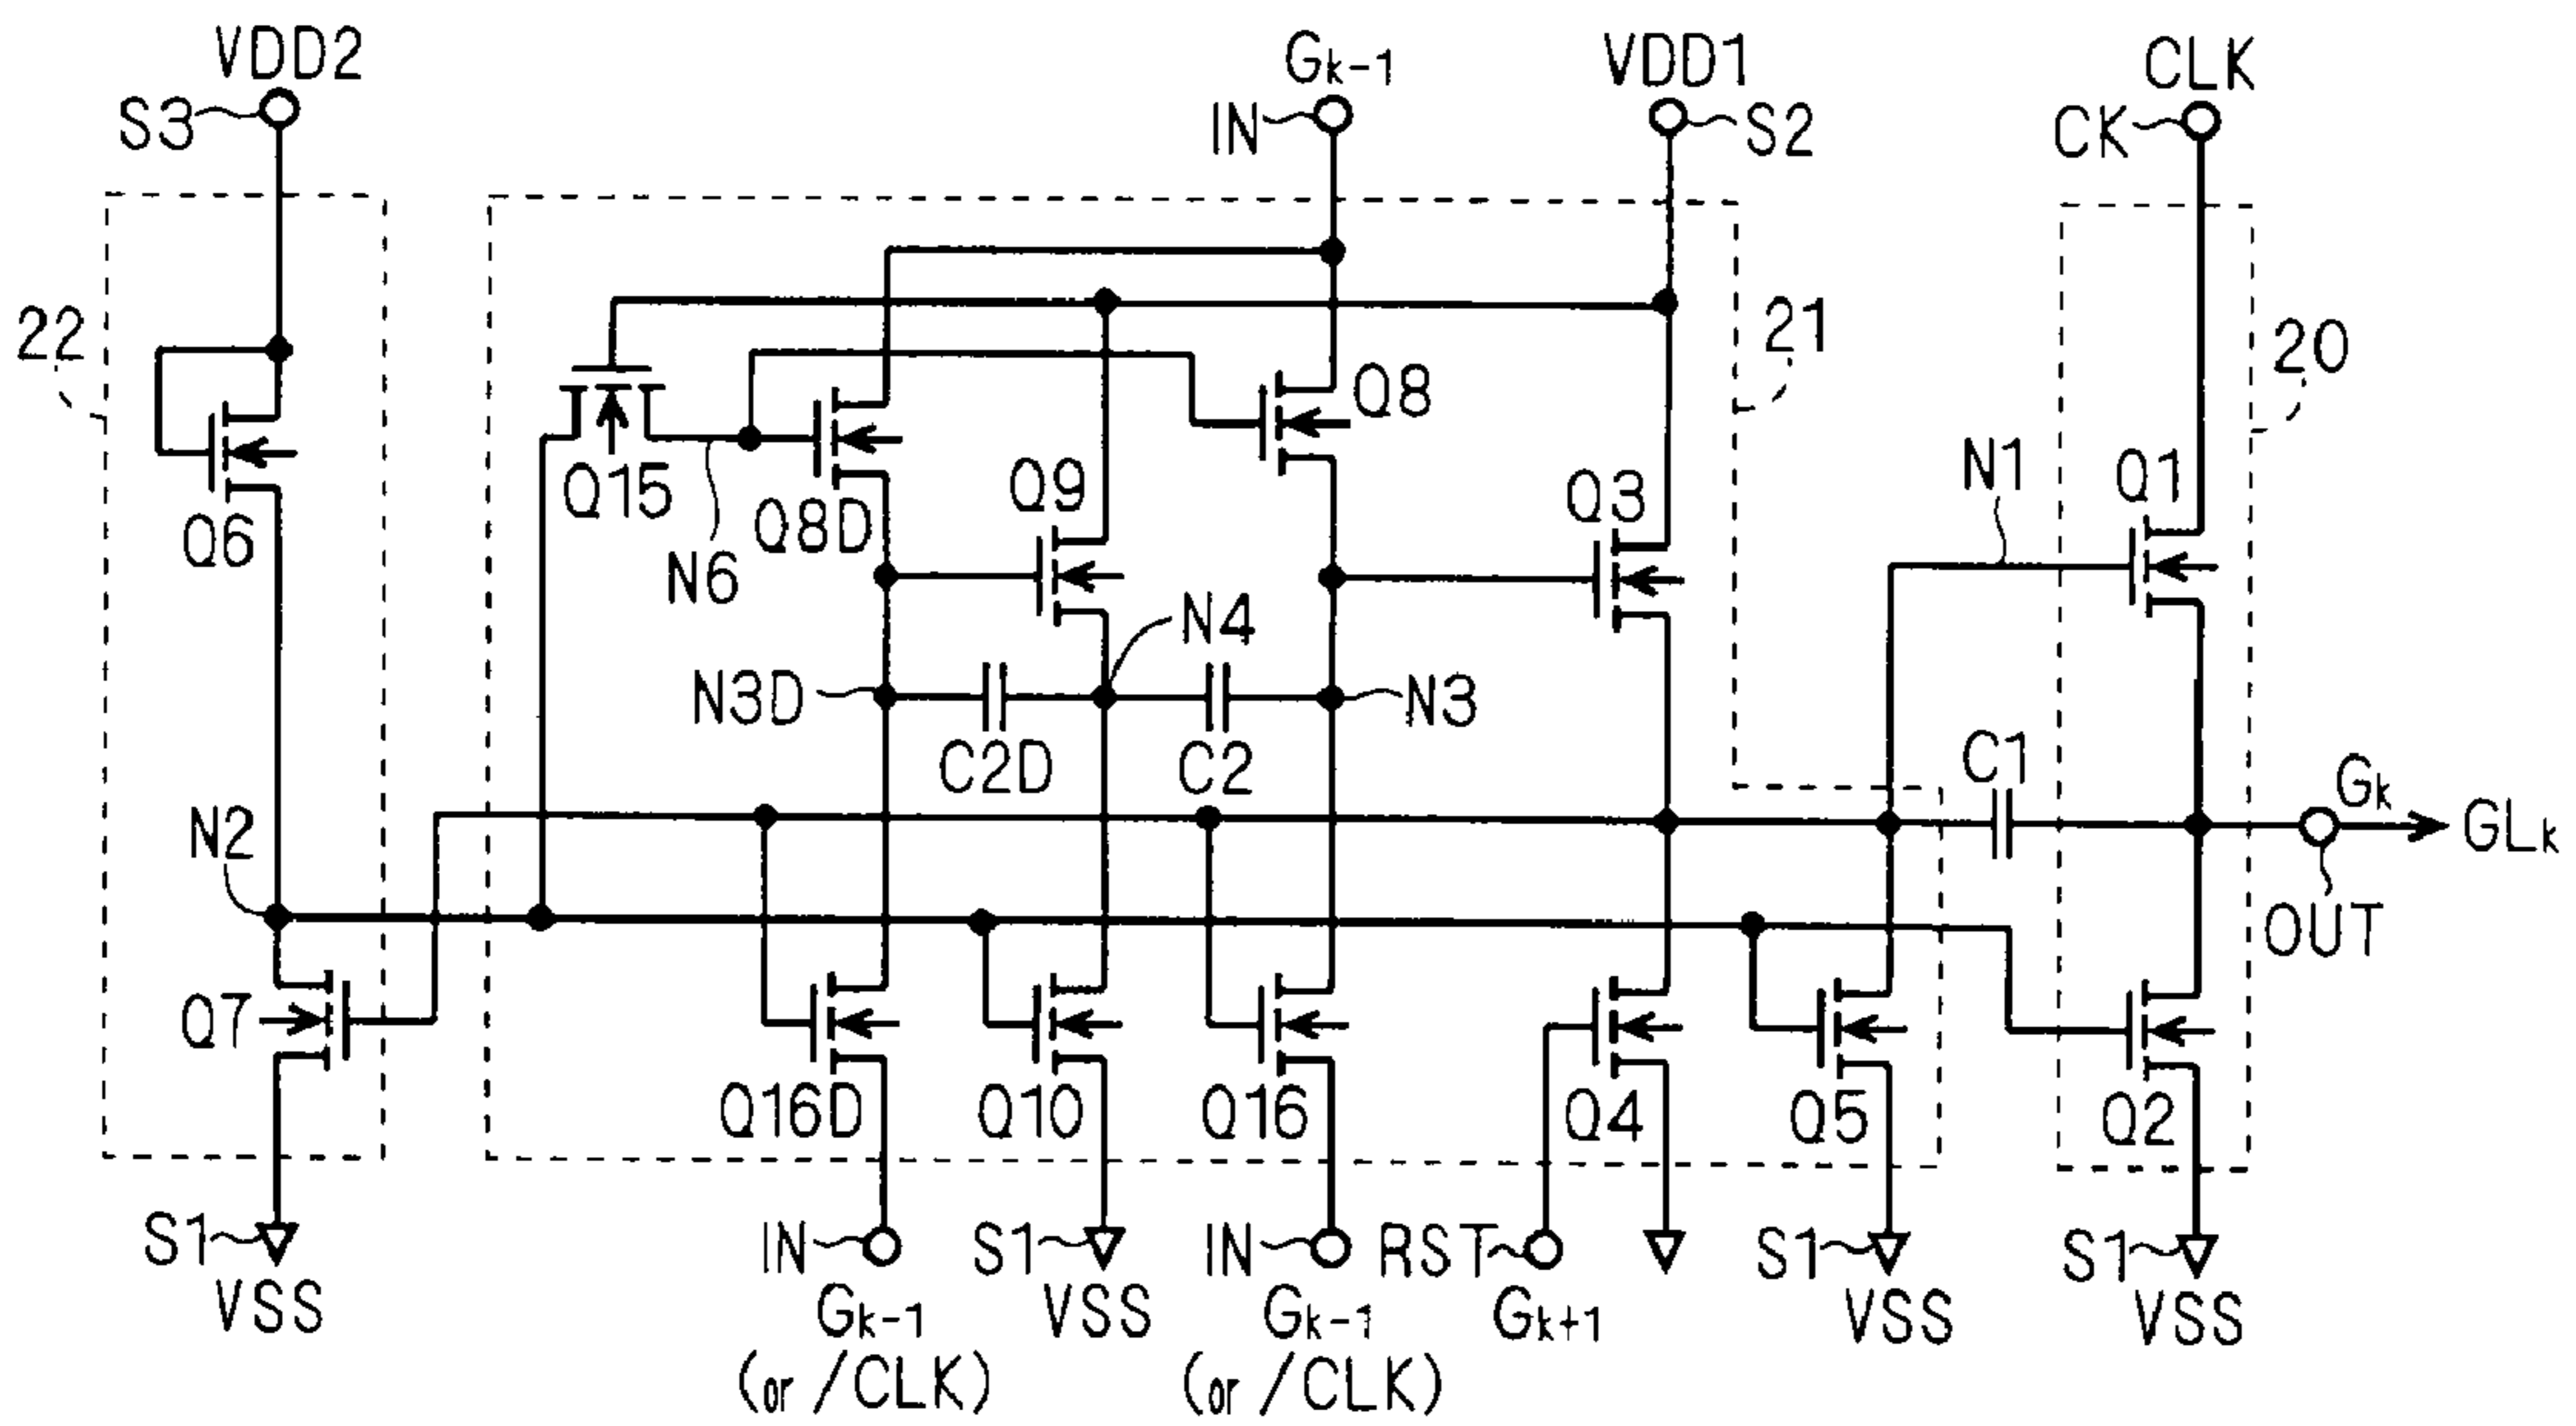 VDD2
Gk-1
VDD1
CLK
S3
IN
S2
CK
22
21
20
Q15
Q8
Q6
Q8D
Q9
Q3
N1
Q1
N6
N4
N3D
N3
C2D
C2
C1
Gk
GLk
N2
OUT
Q7
Q16D
Q10
Q16
Q4
Q5
Q2
S1
IN
S1
IN
RST
S1
S1
VSS
Gk-1
VSS
Gk-1
Gk+1
VSS
VSS
(or /CLK)
(or /CLK)